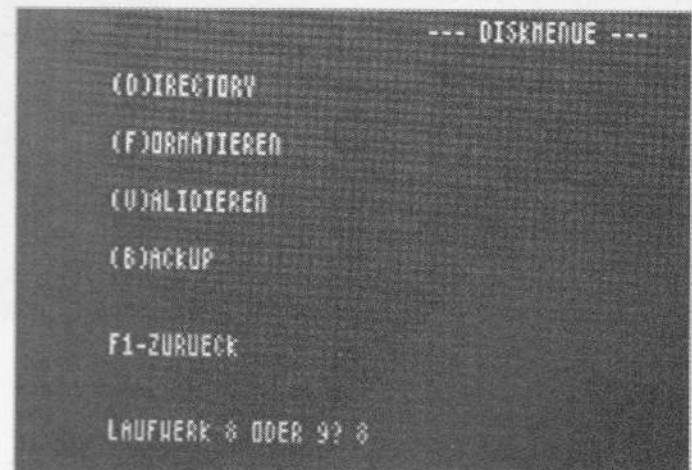 --- DISKMENUE ---
(D)IRECTORY
(F)ORMATIEREN
(V)ALIDIEREN
(B)ACKUP
F1-ZURUECK
LAUFWERK 8 ODER 9? 8